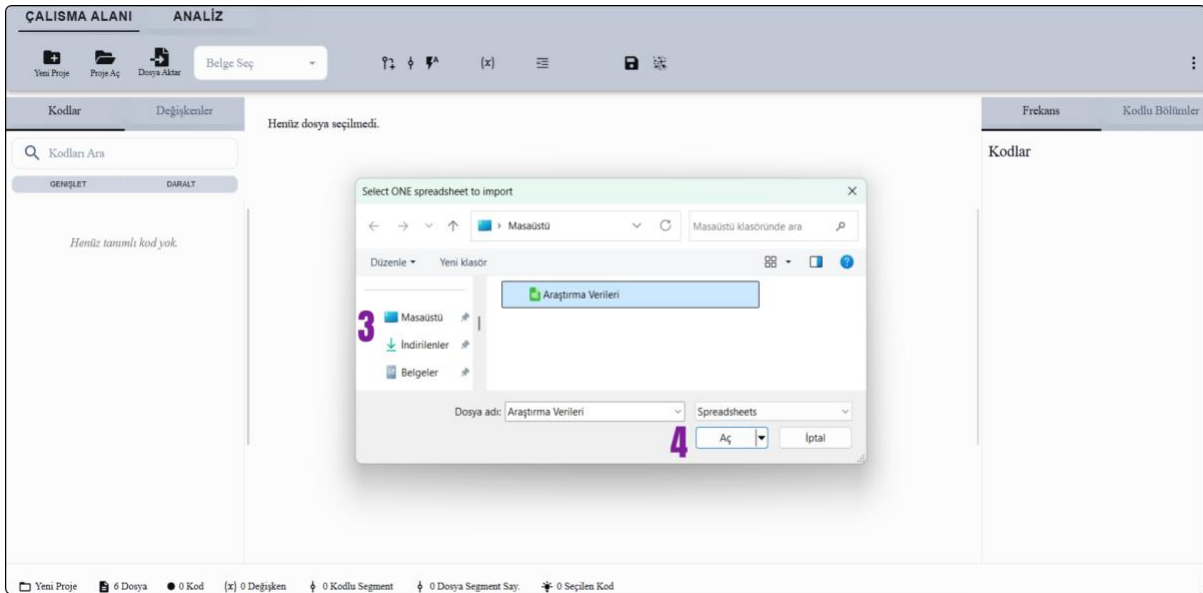 ÇALISMA ALANI ANALİZ
Yeni Proje Proje Aç Dosya Aktar Belge Seç (x)
Kodlar Değişkenler
Henüz dosya seçilmedi.
Frekans Kodlu Bölümler
Kodları Ara
Kodlar
GENİŞLET DARALT
Henüz tanımlı kod yok.
Select ONE spreadsheet to import
Masaüstü
Masaüstü klasöründe ara
Düzenle Yeni klasör
Araştırma Verileri
3
Masaüstü
İndirilenler
Belgeler
Dosya adı: Araştırma Verileri Spreadsheets
4
Aç İptal
Yeni Proje 6 Dosya 0 Kod (x) 0 Değişken 0 Kodlu Segment 0 Dosya Segment Say. 0 Seçilen Kod